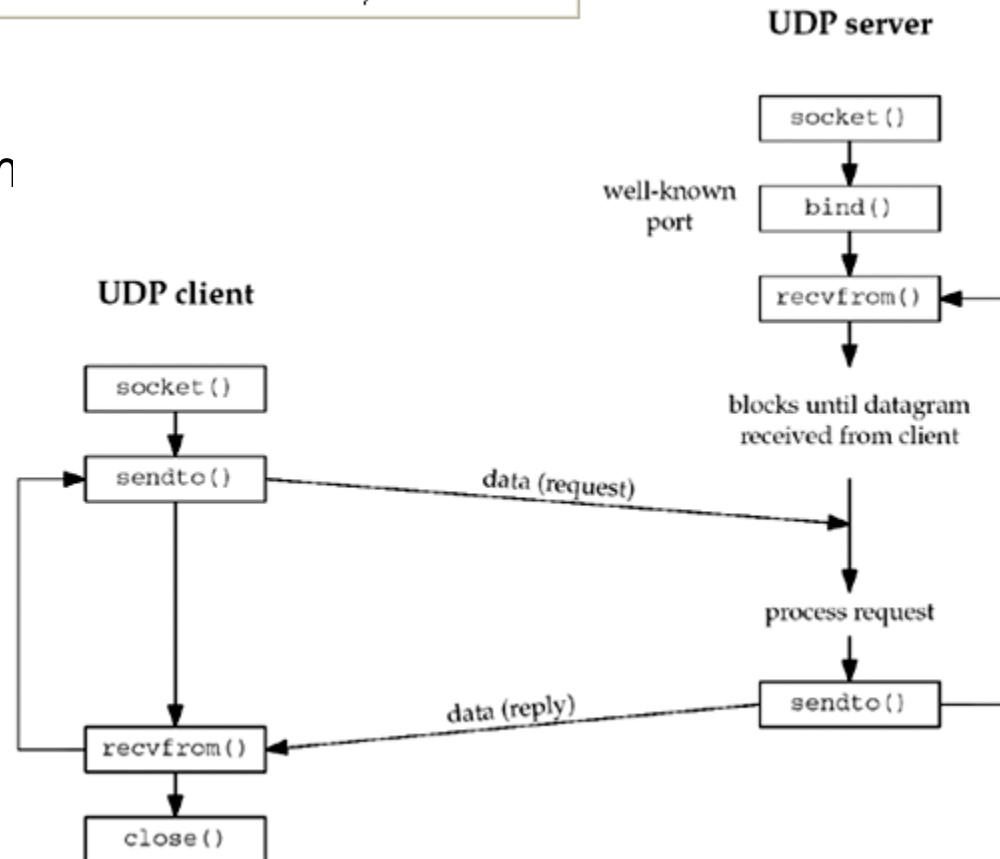 UDP server
socket()
well-known
port
bind()
recvfrom()
UDP client
blocks until datagram
received from client
socket()
sendto()
data (request)
process request
data (reply)
sendto()
recvfrom()
close()